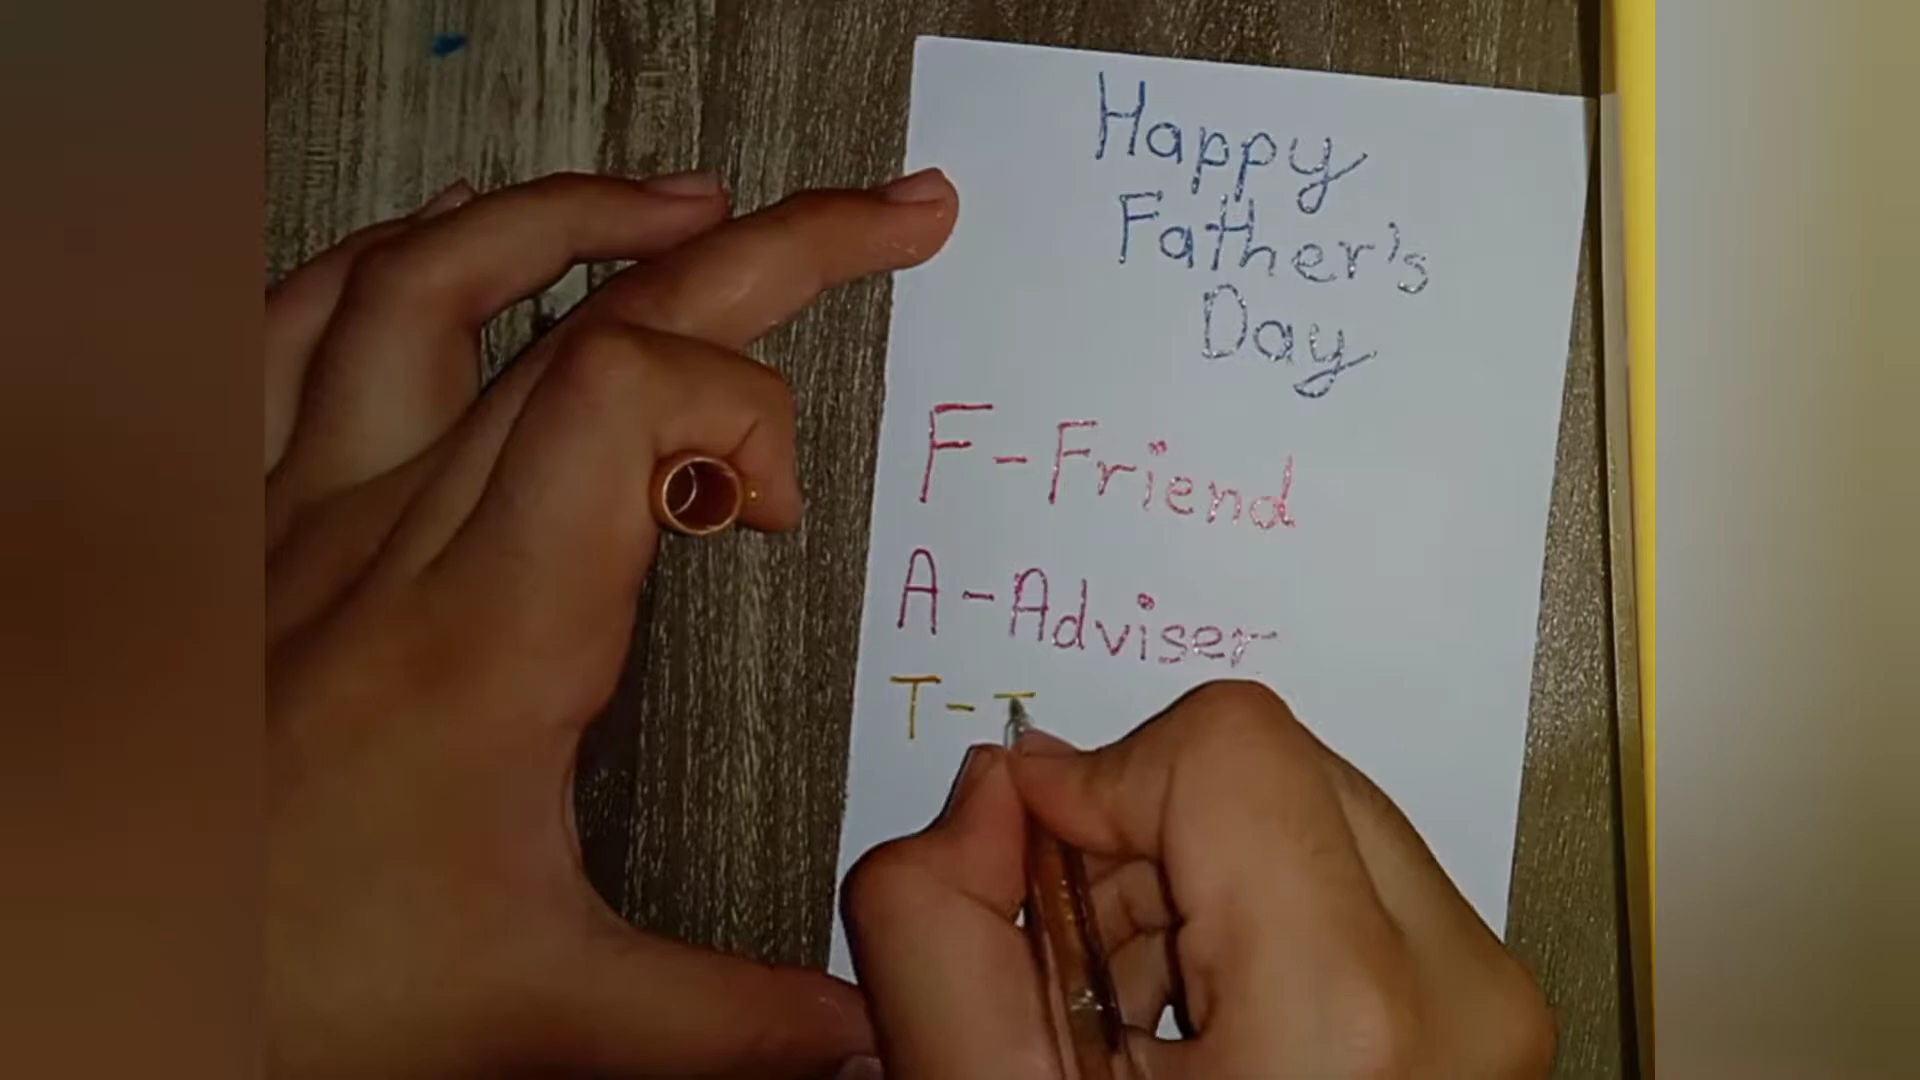 Happy
Father's
Day
F - Friend
A - Adviser
T - T